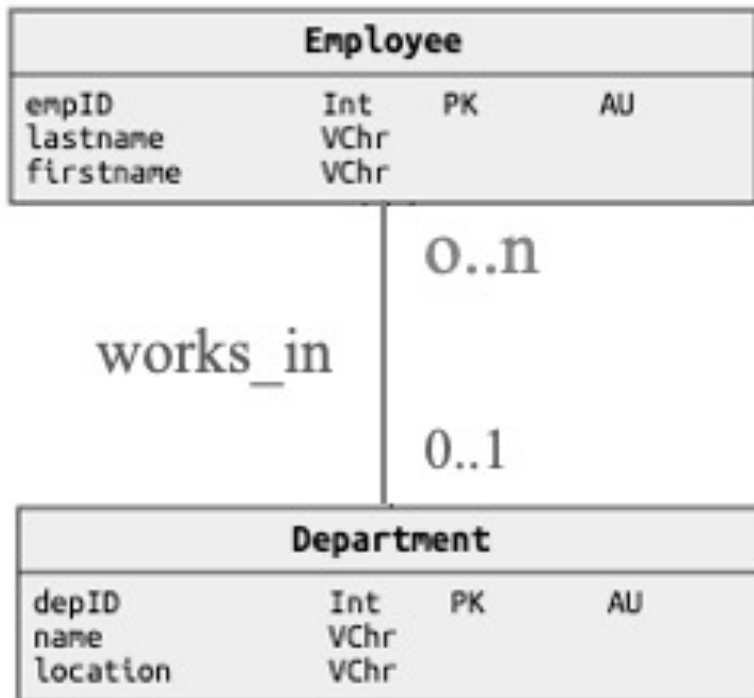 Employee
empID Int PK AU
lastname VChr
firstname VChr
o..n
works_in
0..1
Department
depID Int PK AU
name VChr
location VChr